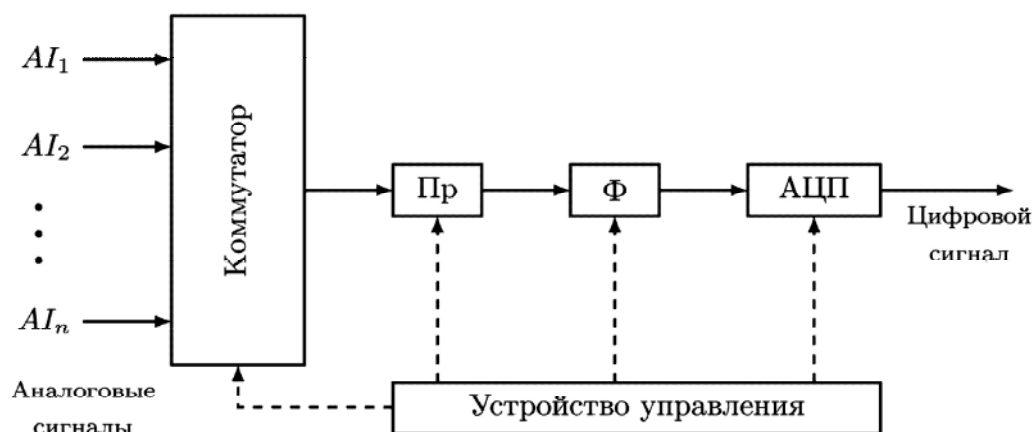 AI₁
AI₂
AIₙ
Коммутатор
Пр
Ф
АЦП
Цифровой
сигнал
Аналоговые
сигналы
Устройство управления